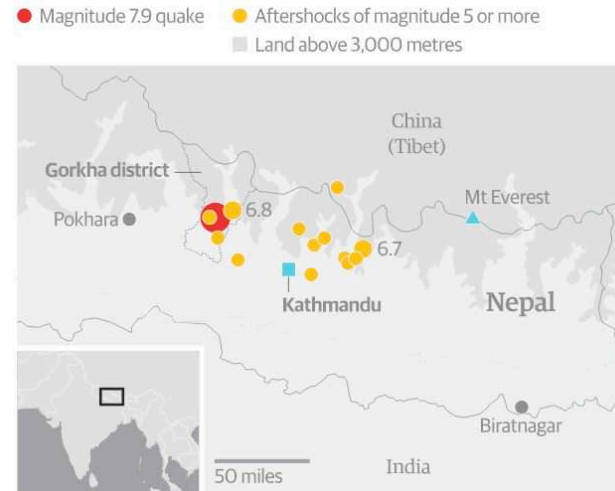 Magnitude 7.9 quake
Aftershocks of magnitude 5 or more
Land above 3,000 metres
China
(Tibet)
Gorkha district
Mt Everest
Pokhara
6.8
6.7
Kathmandu
Nepal
Biratnagar
50 miles
India